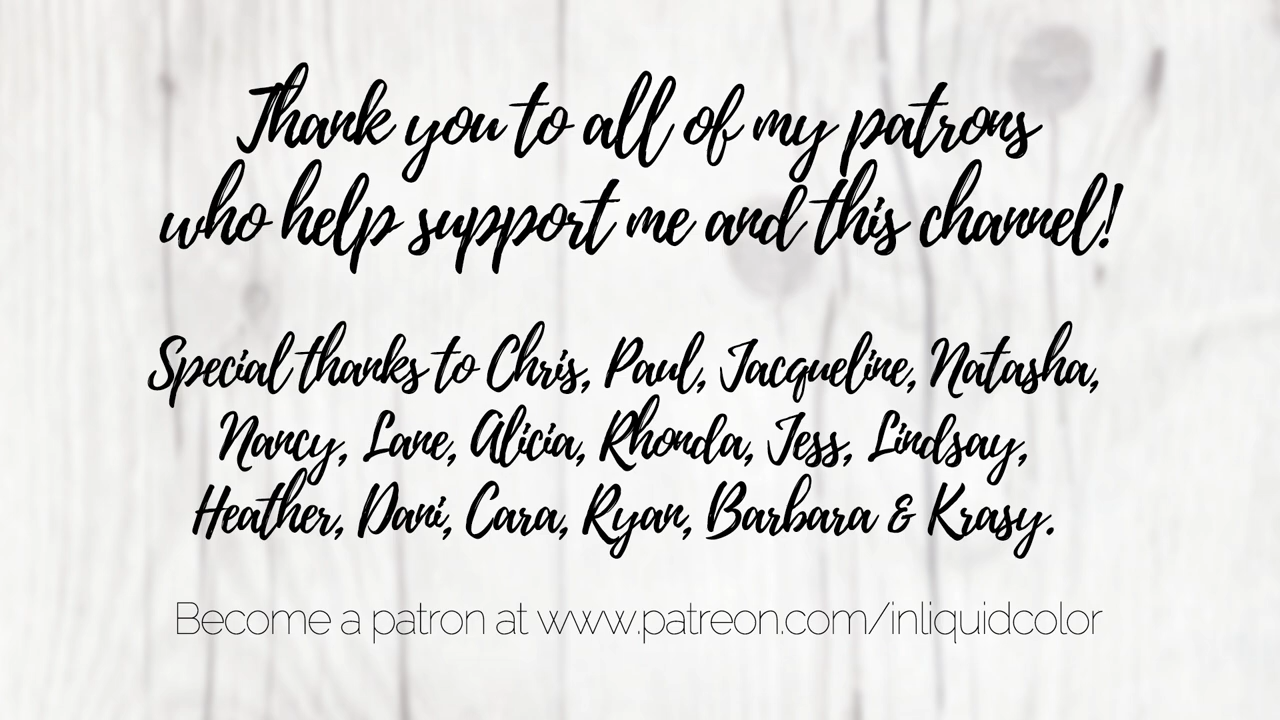 Thank you to all of my patrons
who help support me and this channel!
Special thanks to Chris, Paul, Jacqueline, Natasha,
Nancy, Lane, Alicia, Rhonda, Jess, Lindsay,
Heather, Dani, Cara, Ryan, Barbara & Krasy.
Become a patron at www.patreon.com/inliquidcolor